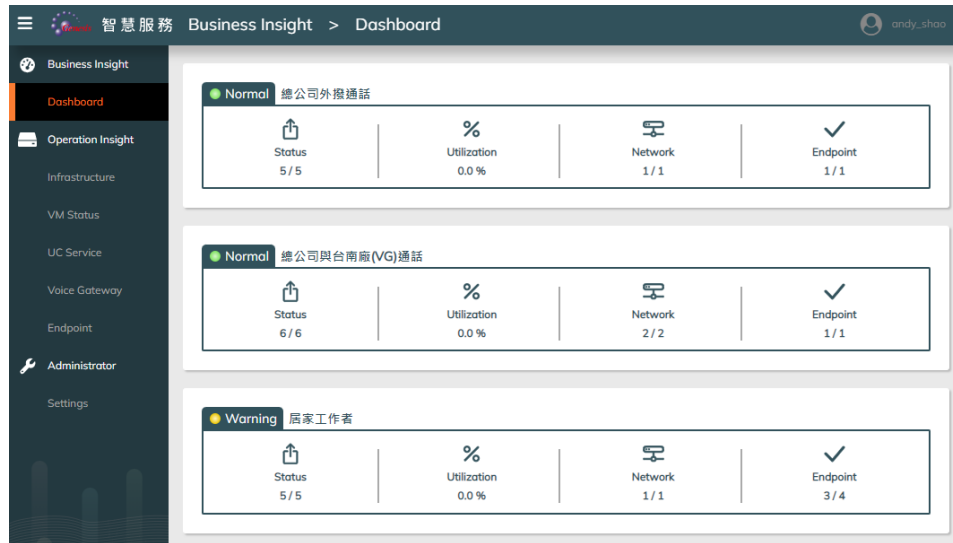 智慧服務 Business Insight > Dashboard
andy_shao
Business Insight
Dashboard
Operation Insight
Infrastructure
VM Status
UC Service
Voice Gateway
Endpoint
Administrator
Settings
Normal 總公司外撥通話
Status Utilization Network Endpoint
5 / 5 0.0 % 1 / 1 1 / 1
Normal 總公司與台南廠(VG)通話
Status Utilization Network Endpoint
6 / 6 0.0 % 2 / 2 1 / 1
Warning 居家工作者
Status Utilization Network Endpoint
5 / 5 0.0 % 1 / 1 3 / 4